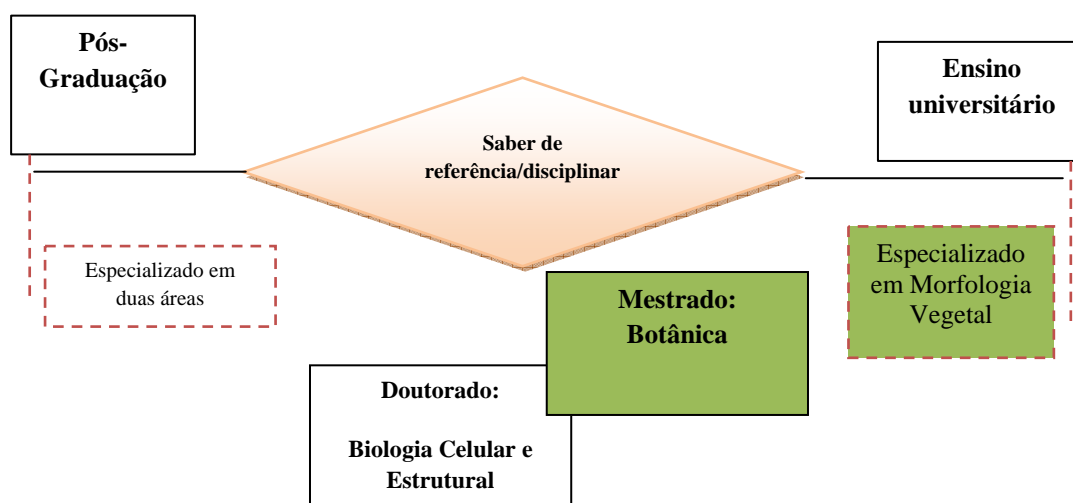 Pós-
Graduação
Ensino
universitário
Saber de
referência/disciplinar
Especializado em
duas áreas
Especializado
em Morfologia
Vegetal
Mestrado:
Botânica
Doutorado:
Biologia Celular e
Estrutural